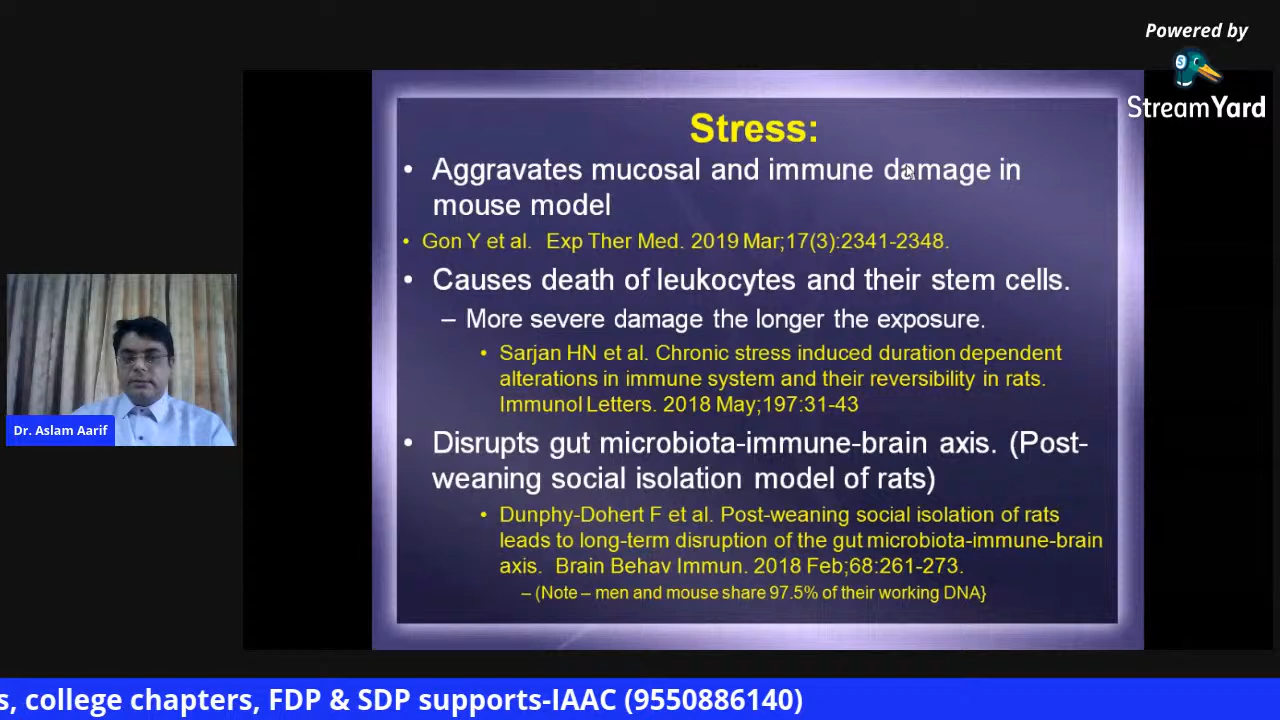 Powered by
S
StreamYard
Stress:
• Aggravates mucosal and immune damage in
mouse model
• Gon Y et al. Exp Ther Med. 2019 Mar;17(3):2341-2348.
• Causes death of leukocytes and their stem cells.
– More severe damage the longer the exposure.
• Sarjan HN et al. Chronic stress induced duration dependent
alterations in immune system and their reversibility in rats.
Immunol Letters. 2018 May;197:31-43
• Disrupts gut microbiota-immune-brain axis. (Post-
weaning social isolation model of rats)
• Dunphy-Dohert F et al. Post-weaning social isolation of rats
leads to long-term disruption of the gut microbiota-immune-brain
axis. Brain Behav Immun. 2018 Feb;68:261-273.
– (Note – men and mouse share 97.5% of their working DNA}
Dr. Aslam Aarif
s, college chapters, FDP & SDP supports-IAAC (9550886140)